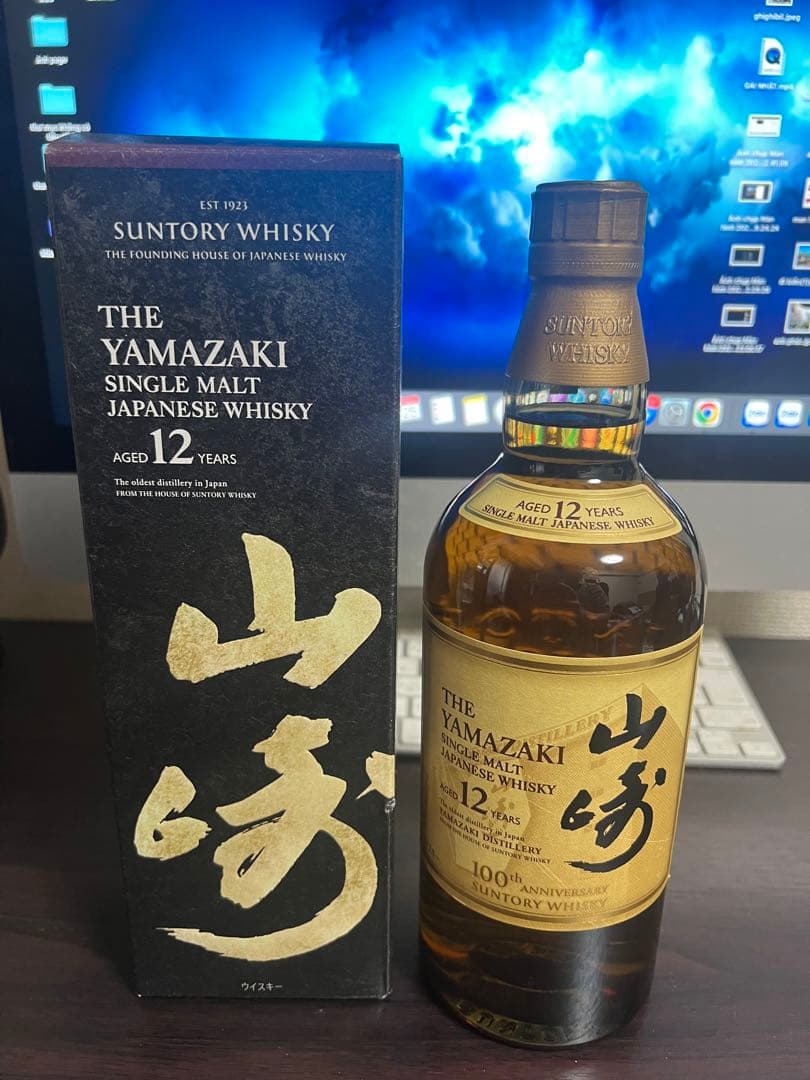 EST 1923
SUNTORY WHISKY
THE FOUNDING HOUSE OF JAPANESE WHISKY
THE
YAMAZAKI
SINGLE MALT
JAPANESE WHISKY
AGED 12 YEARS
The oldest distillery in Japan
FROM THE HOUSE OF SUNTORY WHISKY
山崎
ウイスキー
SUNTORY
WHISKY
AGED 12 YEARS
SINGLE MALT JAPANESE WHISKY
THE
YAMAZAKI
SINGLE MALT
JAPANESE WHISKY
AGED 12 YEARS
The oldest distillery in Japan
YAMAZAKI DISTILLERY
FROM THE HOUSE OF SUNTORY WHISKY
山崎
100th ANNIVERSARY
SUNTORY WHISKY
DISTILLERY
ghighibli.jpeg